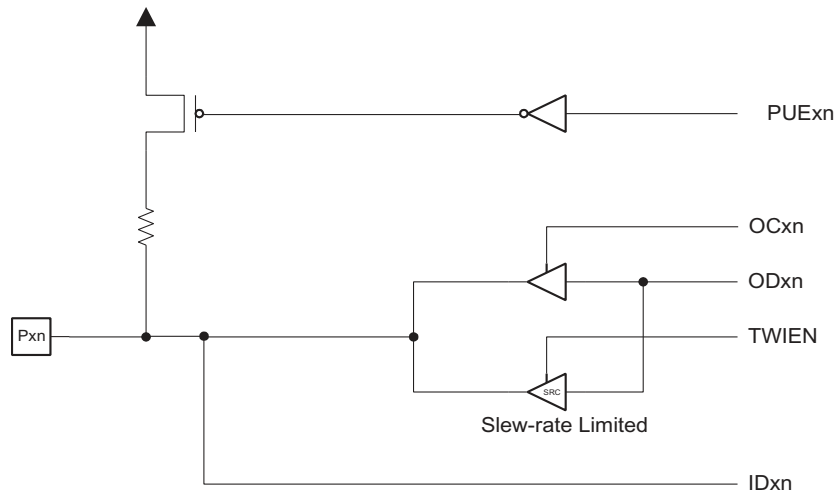 PUExn
OCxn
ODxn
Pxn
TWIEN
SRC
Slew-rate Limited
IDxn